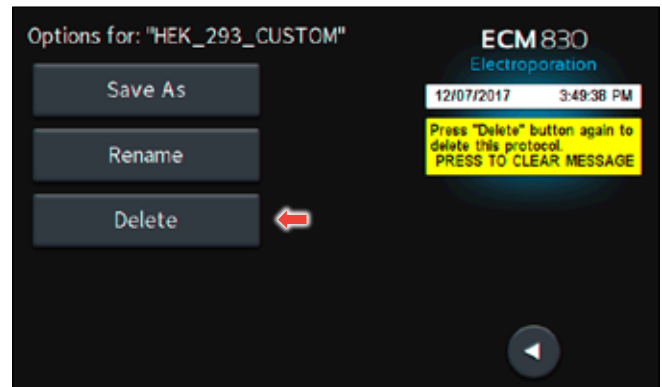 Options for: "HEK_293_CUSTOM"
Save As
Rename
Delete
ECM 830
Electroporation
12/07/2017 3:49:38 PM
Press "Delete" button again to
delete this protocol.
PRESS TO CLEAR MESSAGE